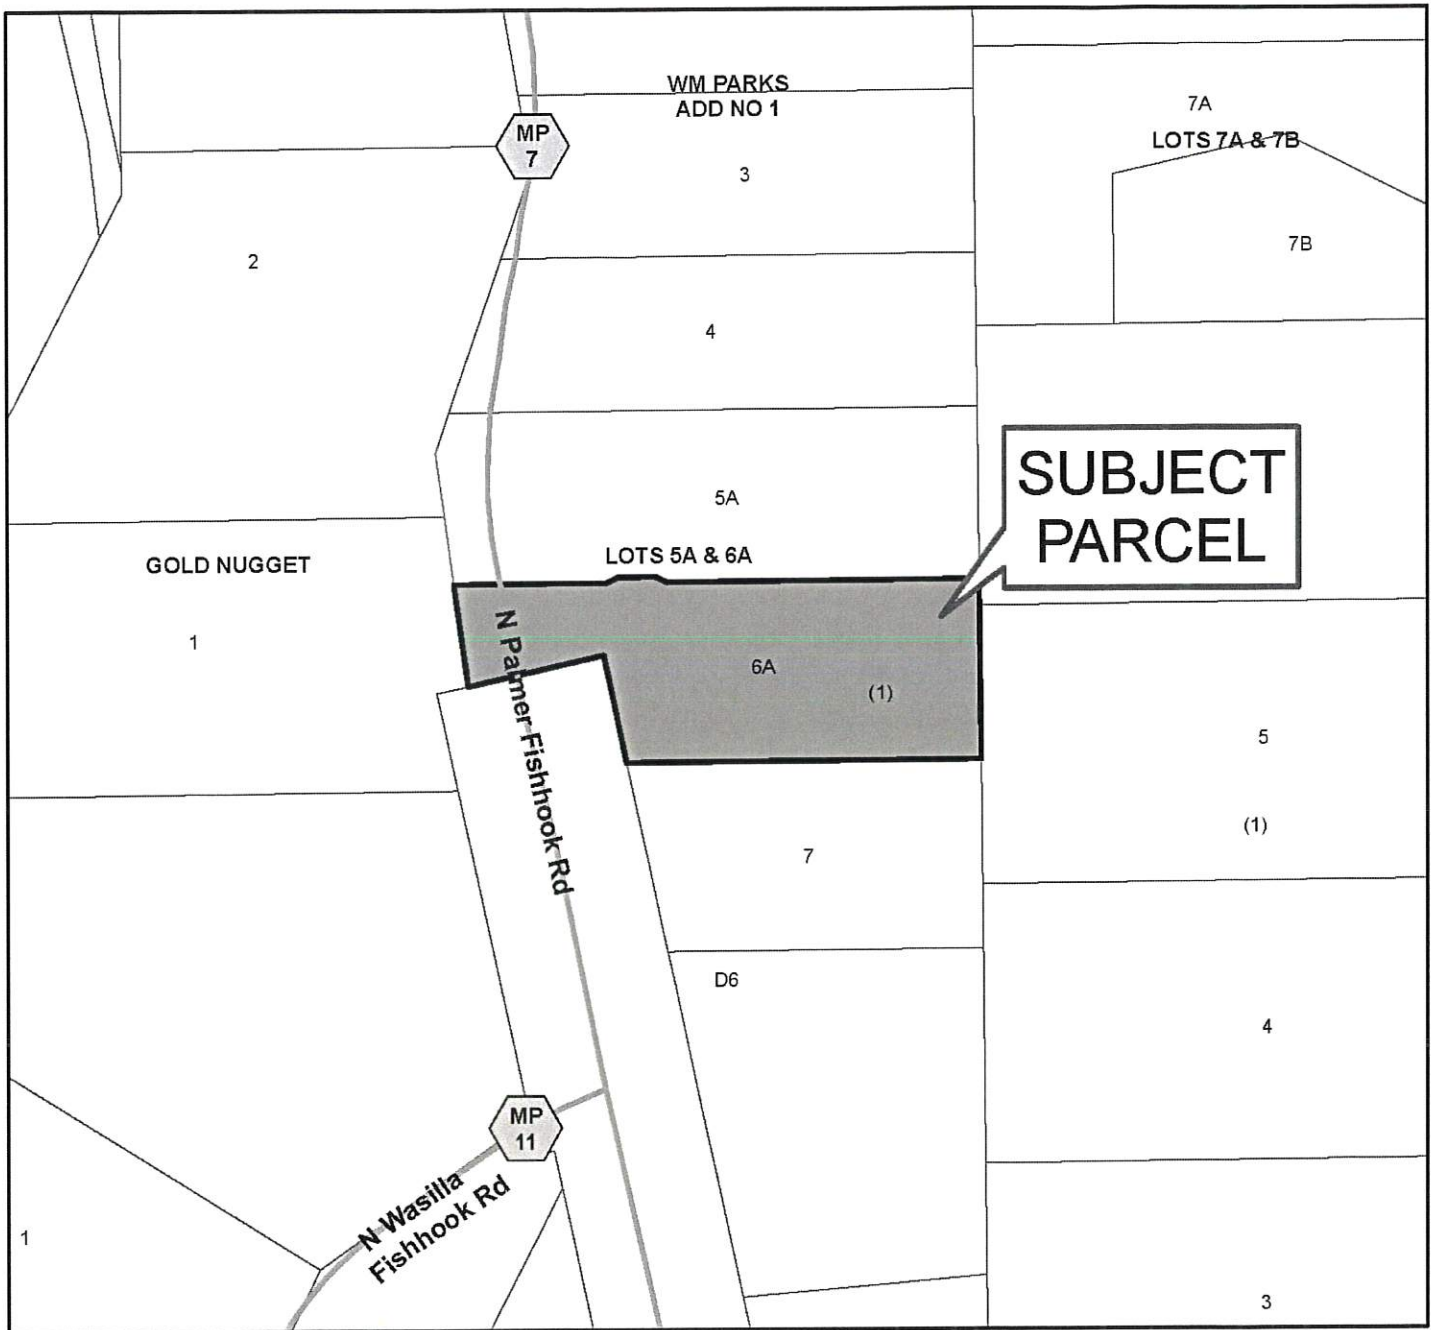 WM PARKS
ADD NO 1
7A
MP
7
LOTS 7A & 7B
3
7B
2
4
SUBJECT
PARCEL
5A
LOTS 5A & 6A
GOLD NUGGET
1
N Palmer Fishhook Rd
6A
(1)
5
(1)
7
D6
4
MP
11
N Wasilla
Fishhook Rd
1
3